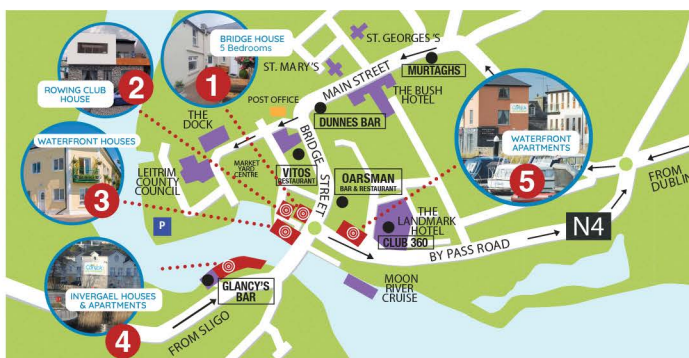 BRIDGE HOUSE
5 Bedrooms
1
2
ROWING CLUB
HOUSE
WATERFRONT HOUSES
3
INVERGAEL HOUSES
& APARTMENTS
4
WATERFRONT
APARTMENTS
5
ST. GEORGES'S
ST. MARY'S
MURTAGHS
MAIN STREET
THE BUSH
HOTEL
POST OFFICE
DUNNES BAR
THE
DOCK
LEITRIM
COUNTY
COUNCIL
MARKET
YARD
CENTRE
VITOS
RESTAURANT
BRIDGE STREET
OARSMAN
BAR & RESTAURANT
THE
LANDMARK
HOTEL
CLUB 360
P
GLANCY'S
BAR
FROM SLIGO
MOON
RIVER
CRUISE
BY PASS ROAD
N4
FROM
DUBLIN